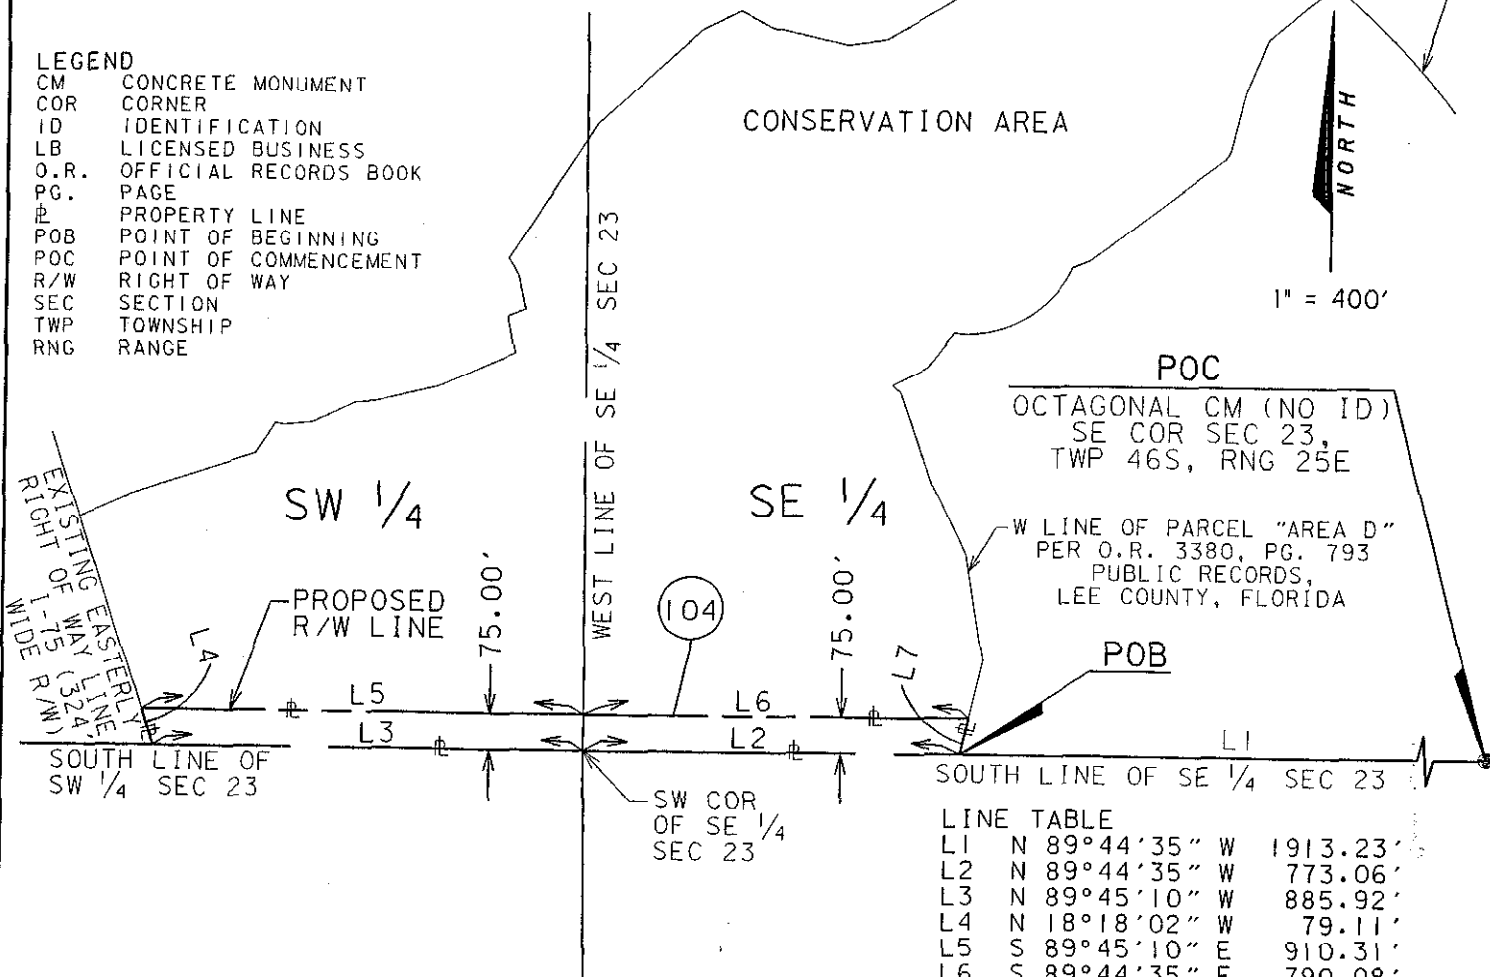 LEGEND
CM CONCRETE MONUMENT
COR CORNER
ID IDENTIFICATION
LB LICENSED BUSINESS
O.R. OFFICIAL RECORDS BOOK
PG. PAGE
⅊ PROPERTY LINE
POB POINT OF BEGINNING
POC POINT OF COMMENCEMENT
R/W RIGHT OF WAY
SEC SECTION
TWP TOWNSHIP
RNG RANGE
CONSERVATION AREA
NORTH
1" = 400'
WEST LINE OF SE 1/4 SEC 23
POC
OCTAGONAL CM (NO ID)
SE COR SEC 23,
TWP 46S, RNG 25E
SW 1/4
SE 1/4
W LINE OF PARCEL "AREA D"
PER O.R. 3380, PG. 793
PUBLIC RECORDS,
LEE COUNTY, FLORIDA
EXISTING EASTERLY
RIGHT OF WAY LINE,
I-75 (324'
WIDE R/W)
PROPOSED
R/W LINE
75.00'
104
75.00'
L4
L7
POB
L5
⅊
L6
⅊
⅊
⅊
L3
⅊
L2
⅊
L1
SOUTH LINE OF
SW 1/4 SEC 23
SOUTH LINE OF SE 1/4 SEC 23
SW COR
OF SE 1/4
SEC 23
LINE TABLE
L1 N 89°44'35" W 1913.23'
L2 N 89°44'35" W 773.06'
L3 N 89°45'10" W 885.92'
L4 N 18°18'02" W 79.11'
L5 S 89°45'10" E 910.31'
L6 S 89°44'35" E 790.08'